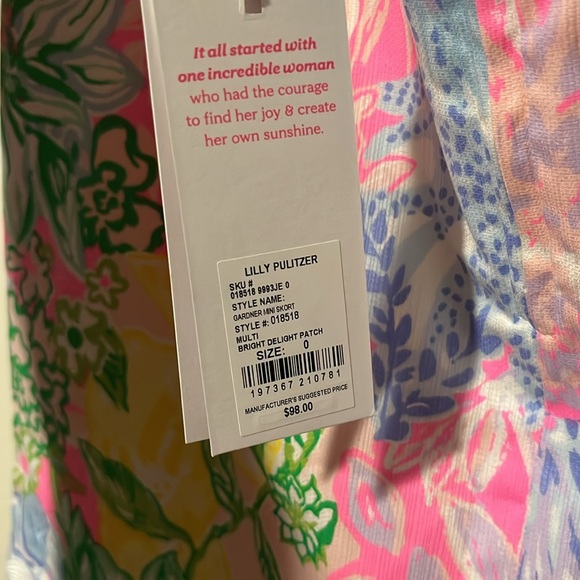 It all started with
one incredible woman
who had the courage
to find her joy & create
her own sunshine.
LILLY PULITZER
SKU #
018518 9993JE 0
STYLE NAME:
GARDNER MINI SKORT
STYLE #: 018518
MULTI
BRIGHT DELIGHT PATCH
SIZE: 0
197367 210781
MANUFACTURER'S SUGGESTED PRICE
$98.00